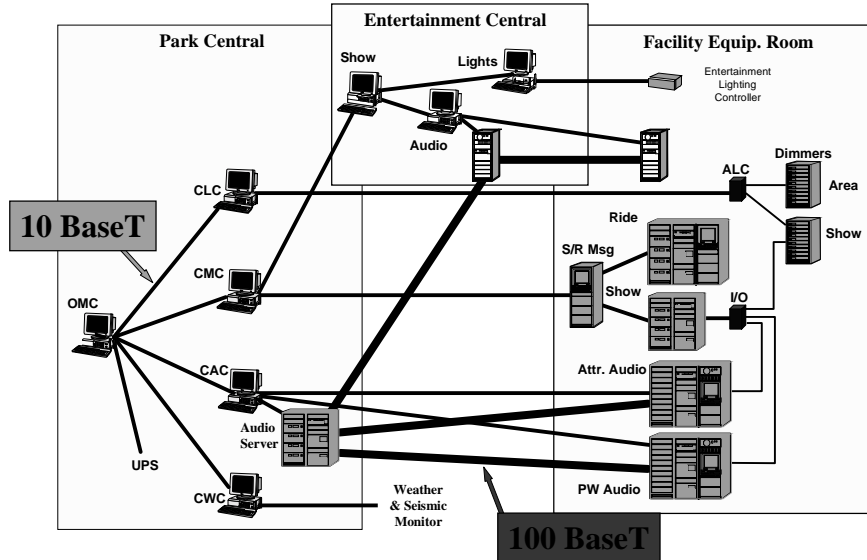 Entertainment Central
Park Central
Facility Equip. Room
Show
Lights
Entertainment
Lighting
Controller
Audio
Dimmers
ALC
CLC
Area
10 BaseT
Ride
Show
S/R Msg
CMC
Show
I/O
OMC
CAC
Attr. Audio
Audio
Server
UPS
Weather
& Seismic
Monitor
CWC
PW Audio
100 BaseT